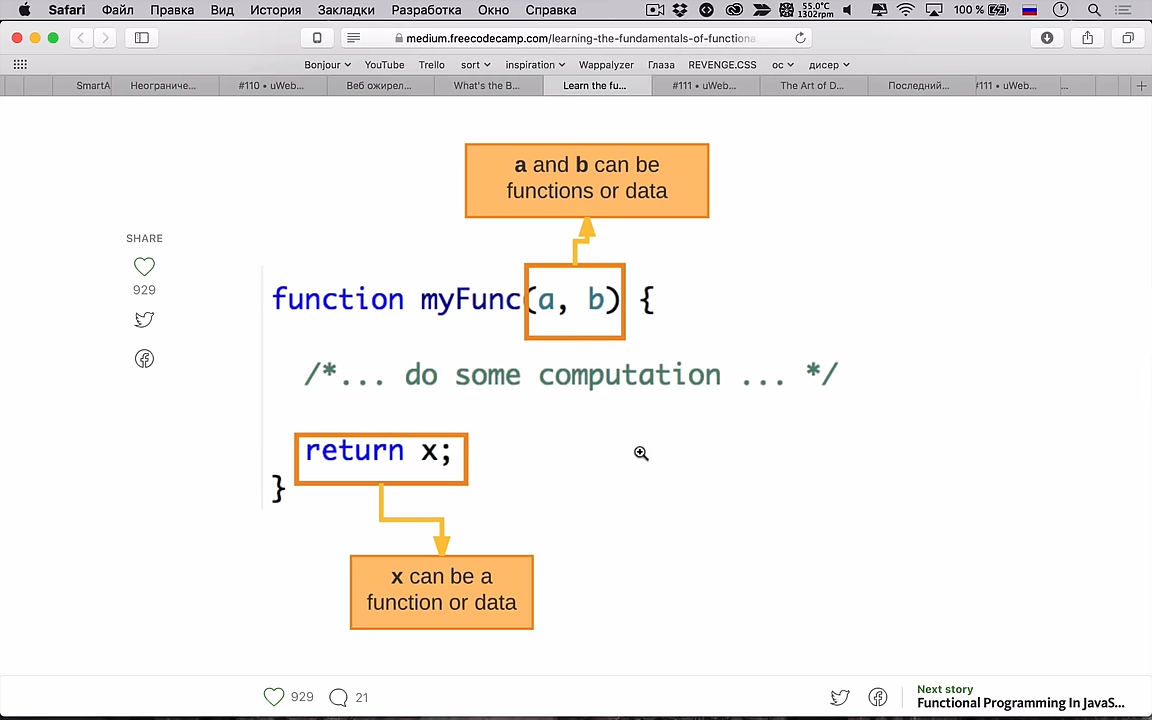 Safari Файл Правка Вид История Закладки Разработка Окно Справка 55.0°C 1302rpm 100 %
medium.freecodecamp.com/learning-the-fundamentals-of-functiona
Bonjour YouTube Trello sort inspiration Wappalyzer Глаза REVENGE.CSS ос дисер
SmartA Неограниче... #110 • uWeb... Веб ожирел... What's the B... Learn the fu... #111 • uWeb... The Art of D... Последний... #111 • uWeb... ...
a and b can be
functions or data
SHARE
929
function myFunc(a, b) {
/*... do some computation ... */
return x;
}
x can be a
function or data
929 21
Next story
Functional Programming In JavaS...